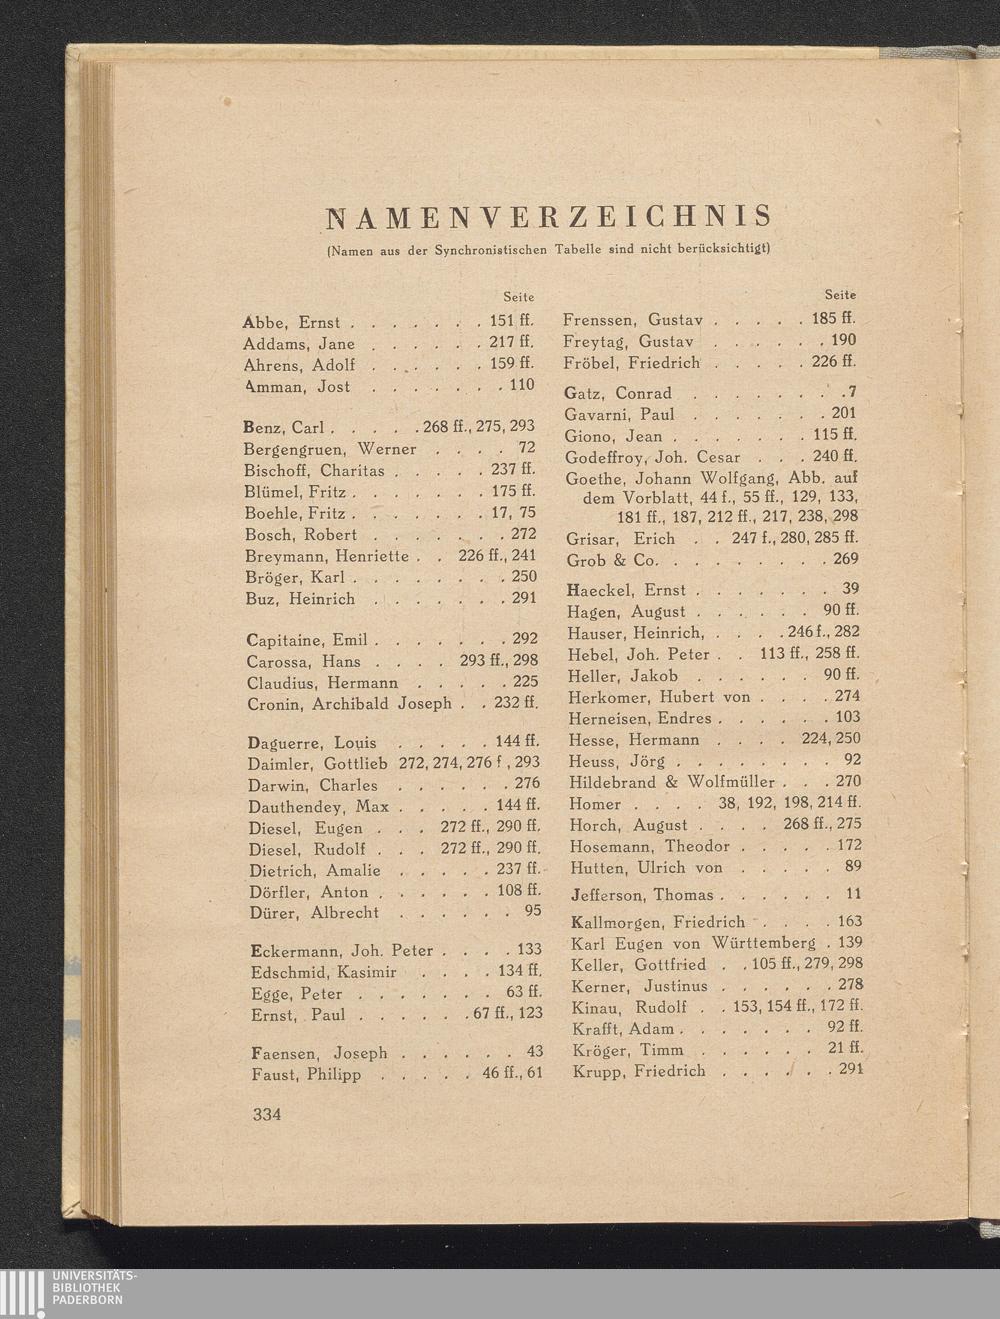 NAMENVERZEICHNIS
(Namen aus der Synchronistischen Tabelle sind nicht berücksichtigt)
Seite
Abbe, Ernst . . . . . . . 151 ff.
Addams, Jane . . . . . . 217 ff.
Ahrens, Adolf . . . . . . 159 ff.
Amman, Jost . . . . . . . 110
Benz, Carl . . . . . 268 ff., 275, 293
Bergengruen, Werner . . . . 72
Bischoff, Charitas . . . . . 237 ff.
Blümel, Fritz . . . . . . . 175 ff.
Boehle, Fritz . . . . . . . 17, 75
Bosch, Robert . . . . . . . 272
Breymann, Henriette . . 226 ff., 241
Bröger, Karl . . . . . . . . 250
Buz, Heinrich . . . . . . . 291
Capitaine, Emil . . . . . . . 292
Carossa, Hans . . . . 293 ff., 298
Claudius, Hermann . . . . . 225
Cronin, Archibald Joseph . . 232 ff.
Daguerre, Louis . . . . . 144 ff.
Daimler, Gottlieb 272, 274, 276 f , 293
Darwin, Charles . . . . . . 276
Dauthendey, Max . . . . . 144 ff.
Diesel, Eugen . . . 272 ff., 290 ff.
Diesel, Rudolf . . . 272 ff., 290 ff.
Dietrich, Amalie . . . . . 237 ff.
Dörfler, Anton . . . . . . 108 ff.
Dürer, Albrecht . . . . . . 95
Eckermann, Joh. Peter . . . . 133
Edschmid, Kasimir . . . . 134 ff.
Egge, Peter . . . . . . . 63 ff.
Ernst, Paul . . . . . . 67 ff., 123
Faensen, Joseph . . . . . . 43
Faust, Philipp . . . . . 46 ff., 61
Seite
Frenssen, Gustav . . . . . 185 ff.
Freytag, Gustav . . . . . . 190
Fröbel, Friedrich . . . . . 226 ff.
Gatz, Conrad . . . . . . . . 7
Gavarni, Paul . . . . . . . 201
Giono, Jean . . . . . . . 115 ff.
Godeffroy, Joh. Cesar . . . 240 ff.
Goethe, Johann Wolfgang, Abb. auf
dem Vorblatt, 44 f., 55 ff., 129, 133,
181 ff., 187, 212 ff., 217, 238, 298
Grisar, Erich . . 247 f., 280, 285 ff.
Grob & Co. . . . . . . . . 269
Haeckel, Ernst . . . . . . . 39
Hagen, August . . . . . . 90 ff.
Hauser, Heinrich, . . . . 246 f., 282
Hebel, Joh. Peter . . 113 ff., 258 ff.
Heller, Jakob . . . . . . 90 ff.
Herkomer, Hubert von . . . . 274
Herneisen, Endres . . . . . . 103
Hesse, Hermann . . . . 224, 250
Heuss, Jörg . . . . . . . . 92
Hildebrand & Wolfmüller . . . 270
Homer . . . . 38, 192, 198, 214 ff.
Horch, August . . . . 268 ff., 275
Hosemann, Theodor . . . . . 172
Hutten, Ulrich von . . . . . 89
Jefferson, Thomas . . . . . . 11
Kallmorgen, Friedrich . . . . 163
Karl Eugen von Württemberg . 139
Keller, Gottfried . . 105 ff., 279, 298
Kerner, Justinus . . . . . . 278
Kinau, Rudolf . . 153, 154 ff., 172 ff.
Krafft, Adam . . . . . . . 92 ff.
Kröger, Timm . . . . . . 21 ff.
Krupp, Friedrich . . . . . . 291
334
UNIVERSITÄTS-
BIBLIOTHEK
PADERBORN